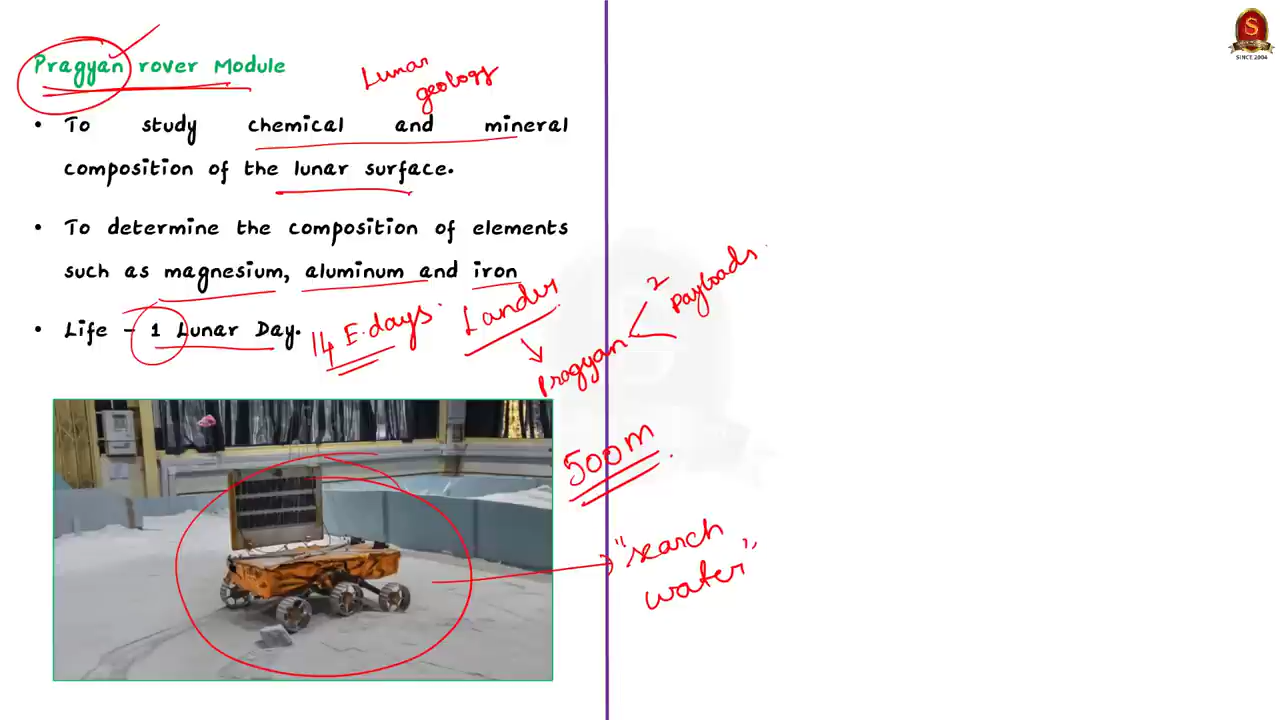 Pragyan rover Module
Lunar
geology
• To study chemical and mineral
composition of the lunar surface.
• To determine the composition of elements
such as magnesium, aluminum and iron
• Life - 1 Lunar Day.
14 E.days.
Lander
Pragyan
2
Payloads.
500m
"search
water"
S
SINCE 2004